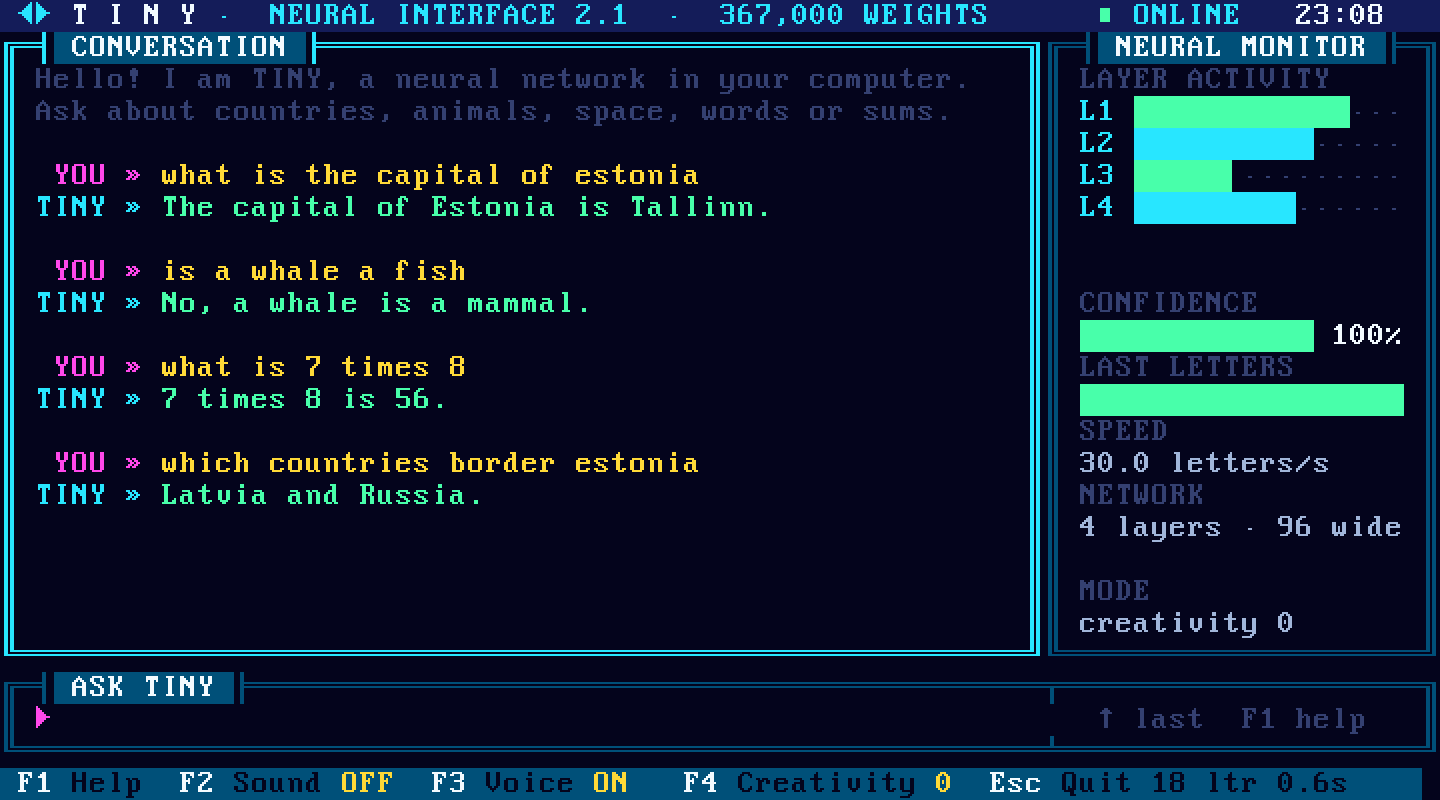 T I N Y · NEURAL INTERFACE 2.1 · 367,000 WEIGHTS ONLINE 23:08
CONVERSATION
Hello! I am TINY, a neural network in your computer.
Ask about countries, animals, space, words or sums.
YOU » what is the capital of estonia
TINY » The capital of Estonia is Tallinn.
YOU » is a whale a fish
TINY » No, a whale is a mammal.
YOU » what is 7 times 8
TINY » 7 times 8 is 56.
YOU » which countries border estonia
TINY » Latvia and Russia.
NEURAL MONITOR
LAYER ACTIVITY
L1
L2
L3
L4
CONFIDENCE
100%
LAST LETTERS
SPEED
30.0 letters/s
NETWORK
4 layers · 96 wide
MODE
creativity 0
ASK TINY
↑ last F1 help
F1 Help F2 Sound OFF F3 Voice ON F4 Creativity 0 Esc Quit 18 ltr 0.6s